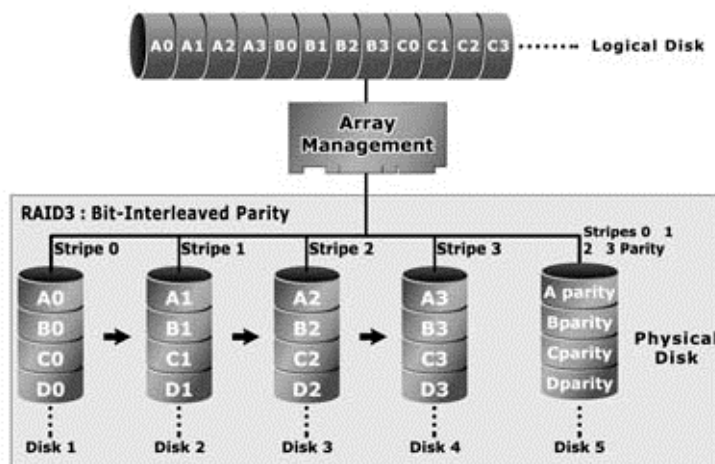 A0 A1 A2 A3 B0 B1 B2 B3 C0 C1 C2 C3 Logical Disk
Array
Management
RAID3 : Bit-Interleaved Parity
Stripe 0 Stripe 1 Stripe 2 Stripe 3 Stripes 0 1
2 3 Parity
A0 A1 A2 A3 A parity
B0 B1 B2 B3 Bparity
C0 C1 C2 C3 Cparity
D0 D1 D2 D3 Dparity
Physical
Disk
Disk 1 Disk 2 Disk 3 Disk 4 Disk 5